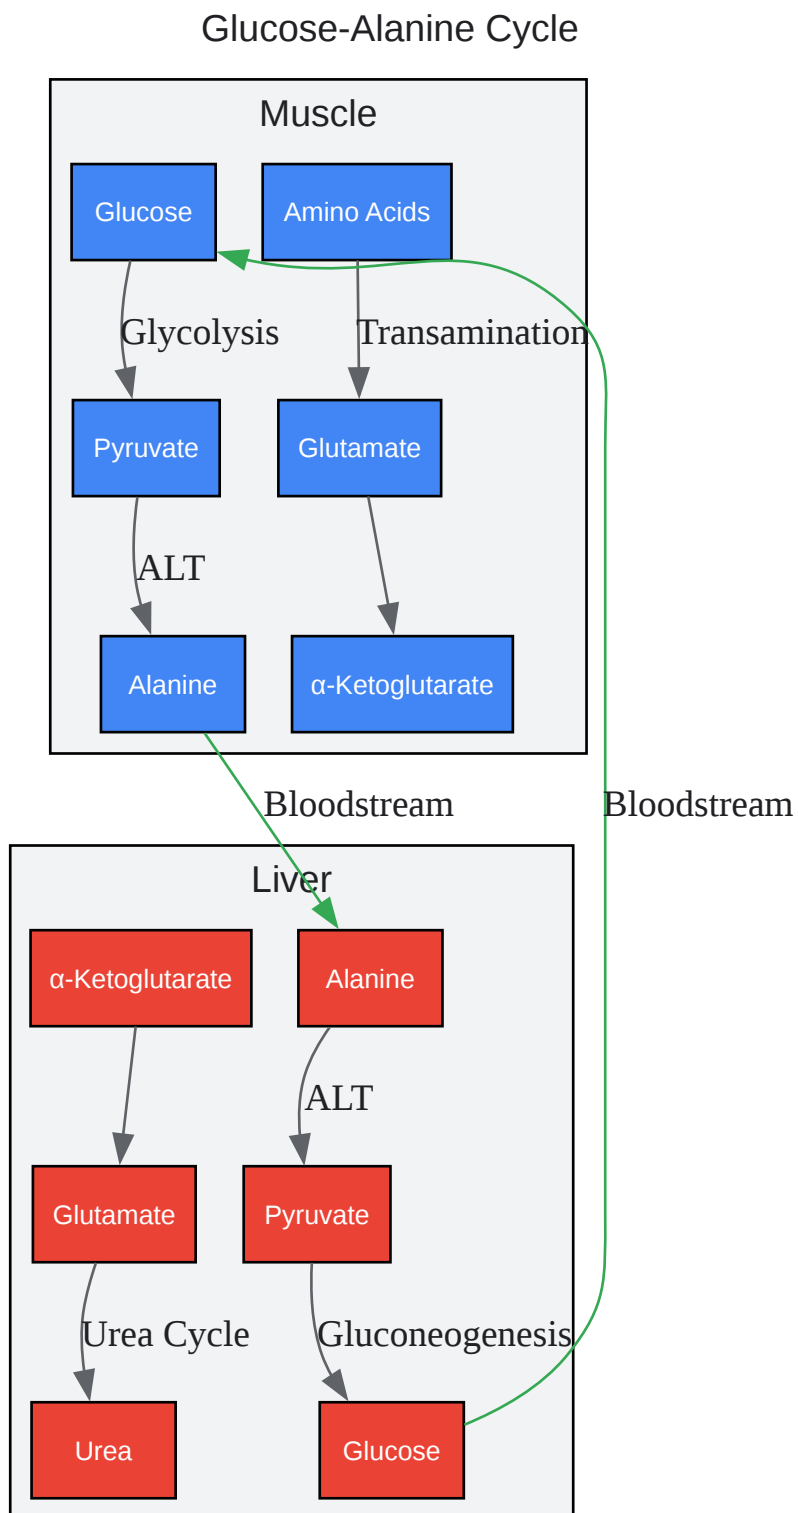 Glucose-Alanine Cycle
Muscle
Glucose
Amino Acids
Glycolysis
Transamination
Pyruvate
Glutamate
ALT
Alanine
α-Ketoglutarate
Bloodstream
Bloodstream
Liver
α-Ketoglutarate
Alanine
ALT
Glutamate
Pyruvate
Urea Cycle
Gluconeogenesis
Urea
Glucose